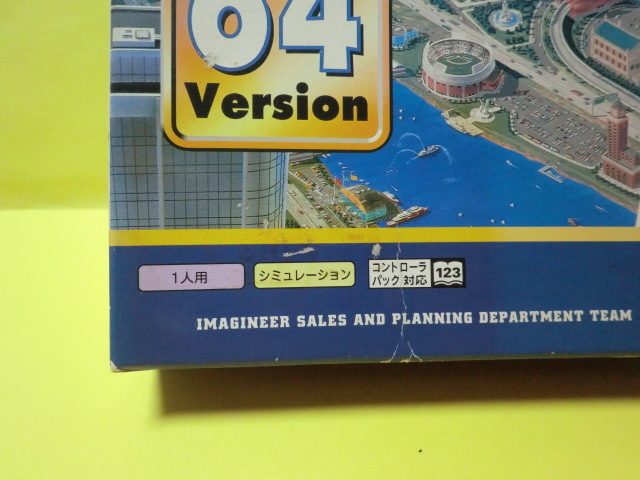 64
Version
1人用
シミュレーション
コントローラ
パック対応
123
IMAGINEER SALES AND PLANNING DEPARTMENT TEAM